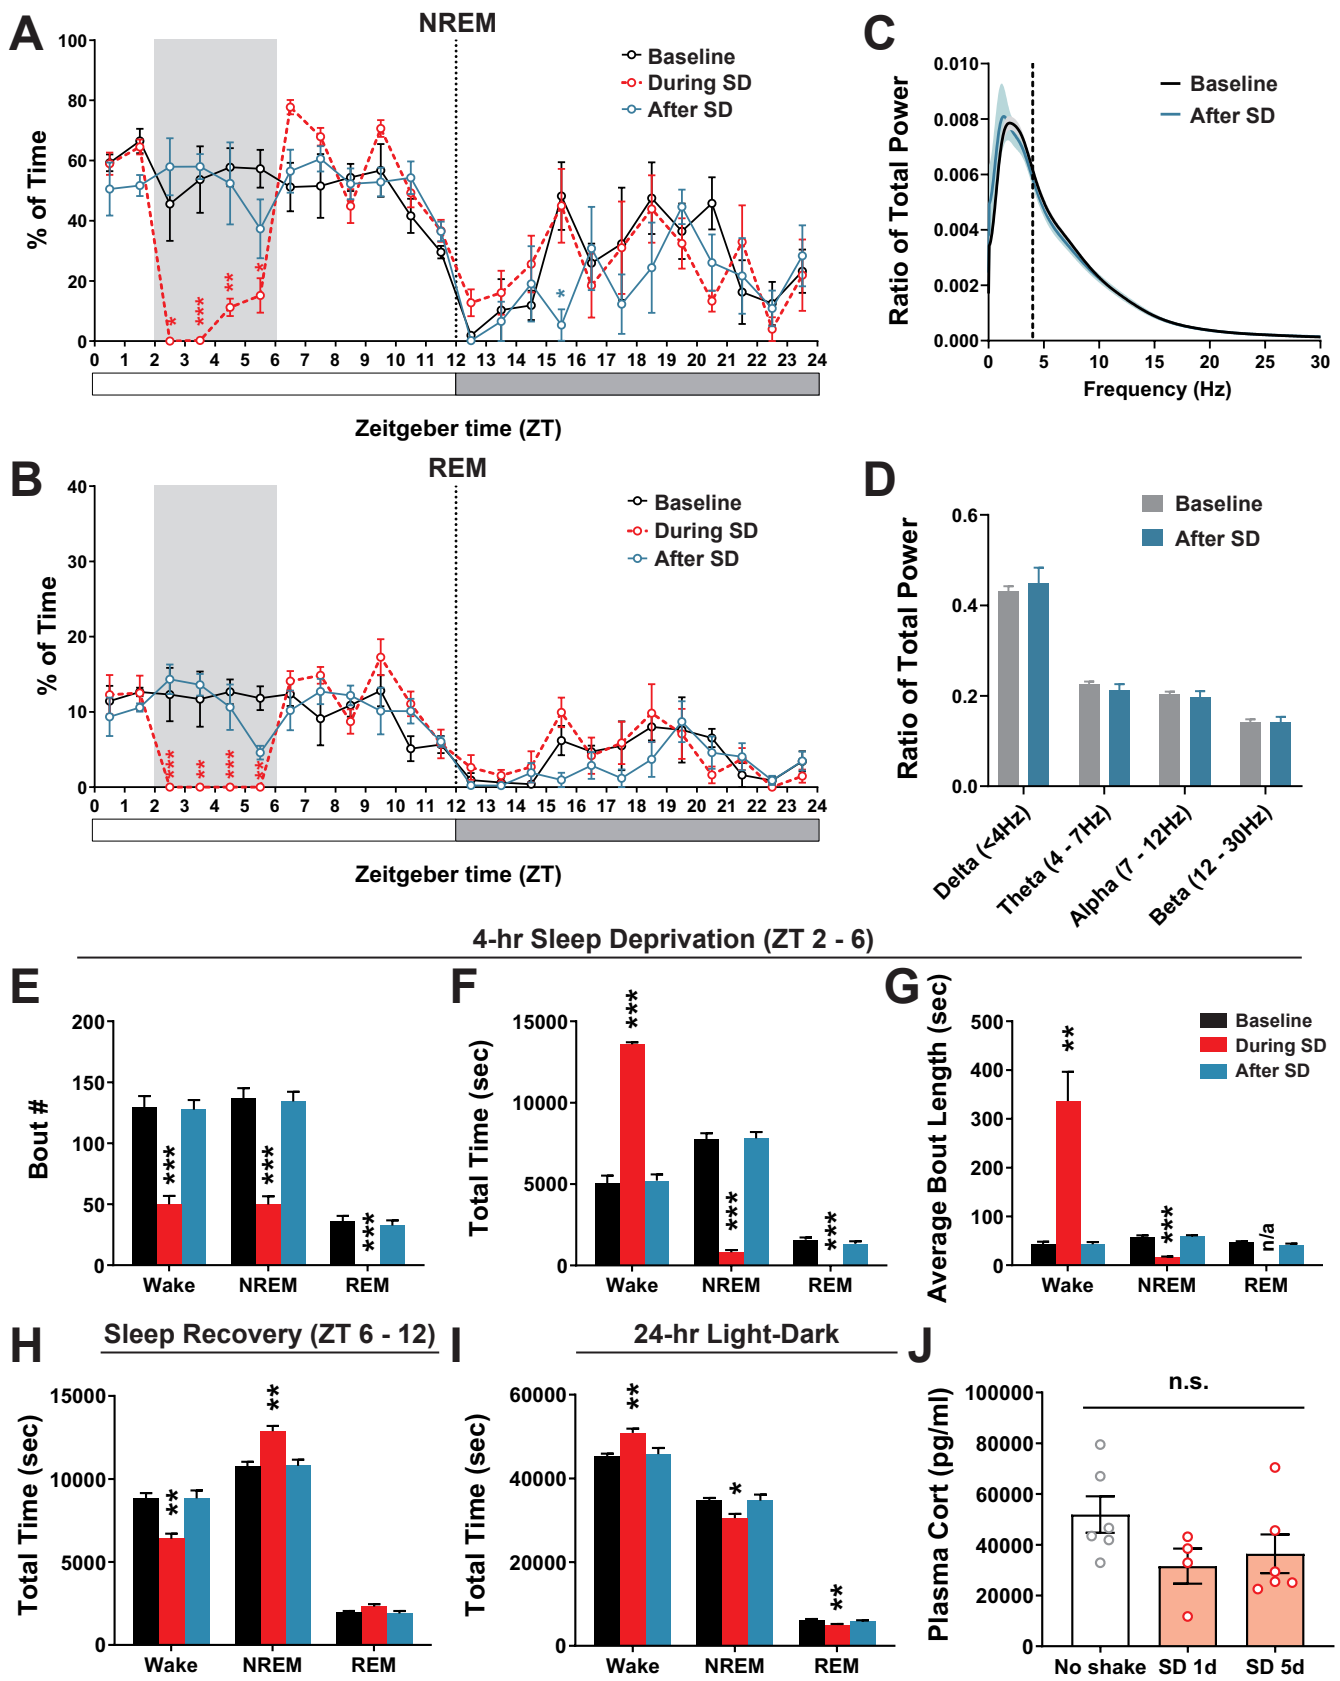 A
NREM
Baseline
During SD
After SD
% of Time
100
80
60
40
20
0
* *** ** *
*
0 1 2 3 4 5 6 7 8 9 10 11 12 13 14 15 16 17 18 19 20 21 22 23 24
Zeitgeber time (ZT)
C
Baseline
After SD
Ratio of Total Power
0.010
0.008
0.006
0.004
0.002
0.000
0 5 10 15 20 25 30
Frequency (Hz)
B
REM
Baseline
During SD
After SD
% of Time
40
30
20
10
0
*** ** *** **
0 1 2 3 4 5 6 7 8 9 10 11 12 13 14 15 16 17 18 19 20 21 22 23 24
Zeitgeber time (ZT)
D
Baseline
After SD
Ratio of Total Power
0.6
0.4
0.2
0.0
Delta (<4Hz)
Theta (4 - 7Hz)
Alpha (7 - 12Hz)
Beta (12 - 30Hz)
4-hr Sleep Deprivation (ZT 2 - 6)
E
Bout #
200
150
100
50
0
*** *** ***
Wake NREM REM
F
Total Time (sec)
15000
10000
5000
0
*** *** ***
Wake NREM REM
G
Average Bout Length (sec)
500
400
300
200
100
0
** *** n/a
Wake NREM REM
Baseline
During SD
After SD
Sleep Recovery (ZT 6 - 12)
H
Total Time (sec)
15000
10000
5000
0
** **
Wake NREM REM
24-hr Light-Dark
I
Total Time (sec)
60000
40000
20000
0
** * **
Wake NREM REM
J
n.s.
Plasma Cort (pg/ml)
100000
80000
60000
40000
20000
0
No shake SD 1d SD 5d